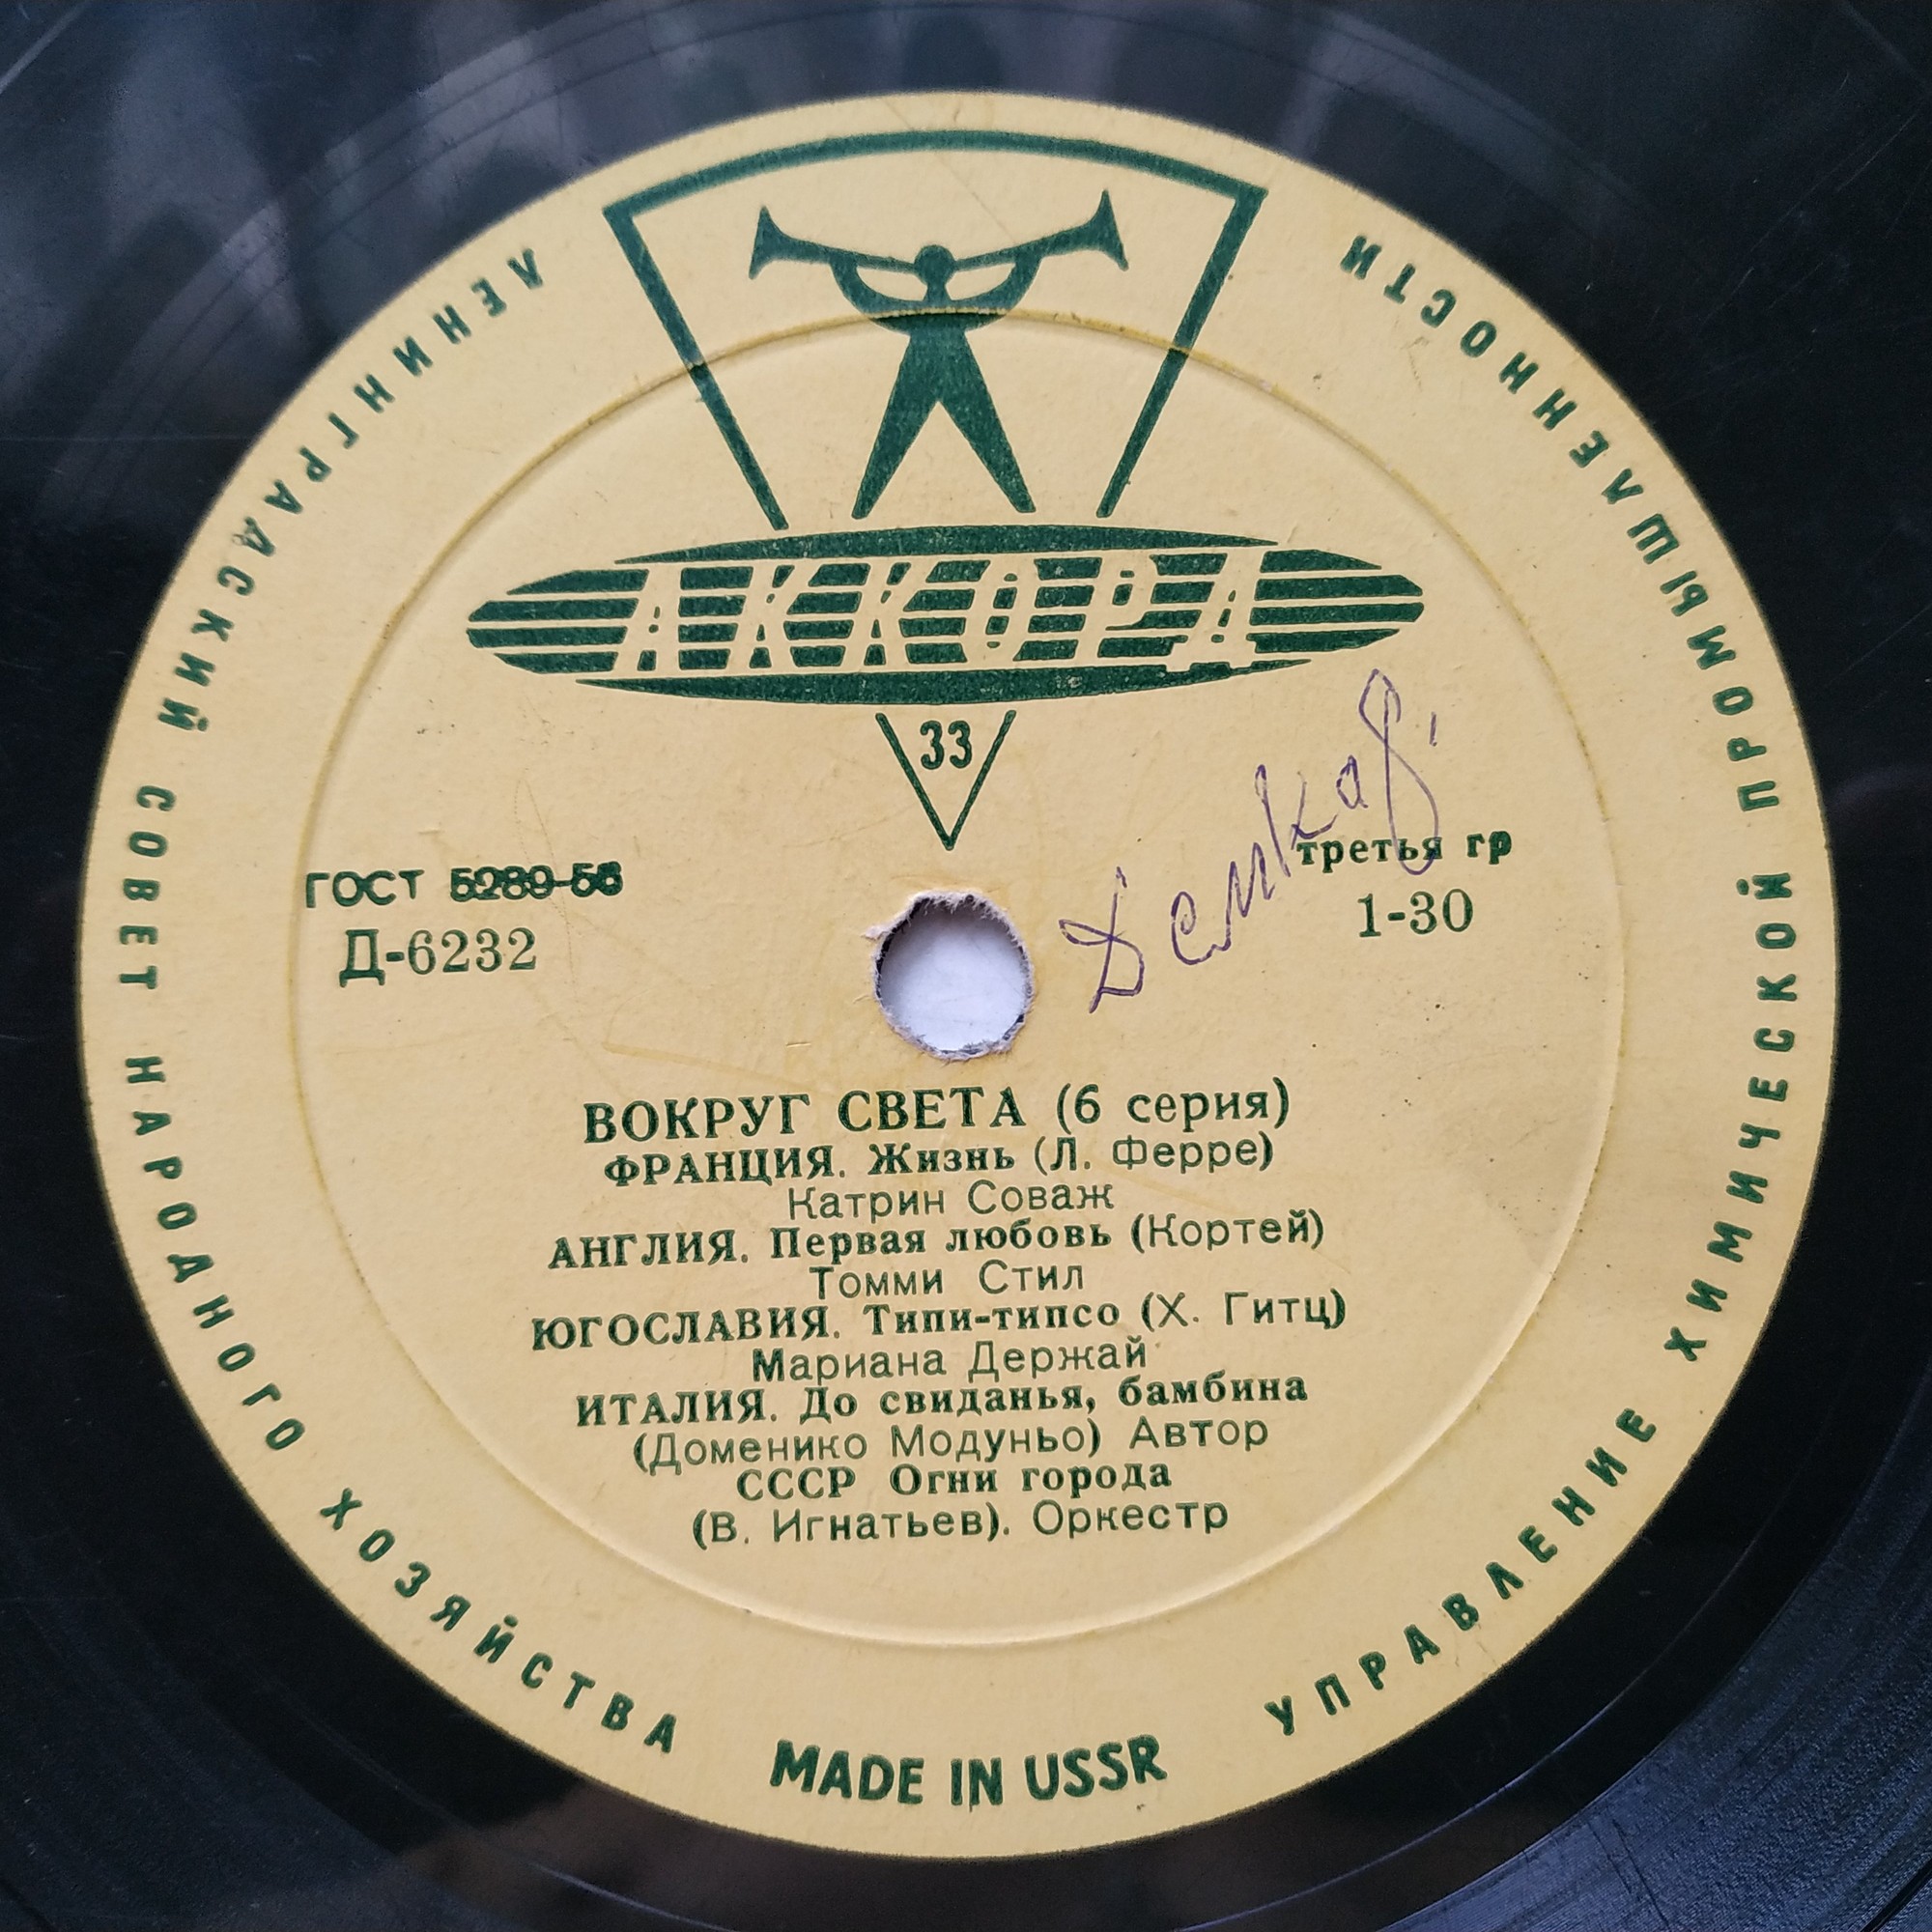 ЛЕНИНГРАДСКИЙ СОВЕТ НАРОДНОГО ХОЗЯЙСТВА
УПРАВЛЕНИЕ ХИМИЧЕСКОЙ ПРОМЫШЛЕННОСТИ
АККОРД
33
ГОСТ 5289-56
Д-6232
третья гр
1-30
ВОКРУГ СВЕТА (6 серия)
ФРАНЦИЯ. Жизнь (Л. Ферре)
Катрин Соваж
АНГЛИЯ. Первая любовь (Кортей)
Томми Стил
ЮГОСЛАВИЯ. Типи-типсо (Х. Гитц)
Мариана Держай
ИТАЛИЯ. До свиданья, бамбина
(Доменико Модуньо) Автор
СССР Огни города
(В. Игнатьев). Оркестр
MADE IN USSR